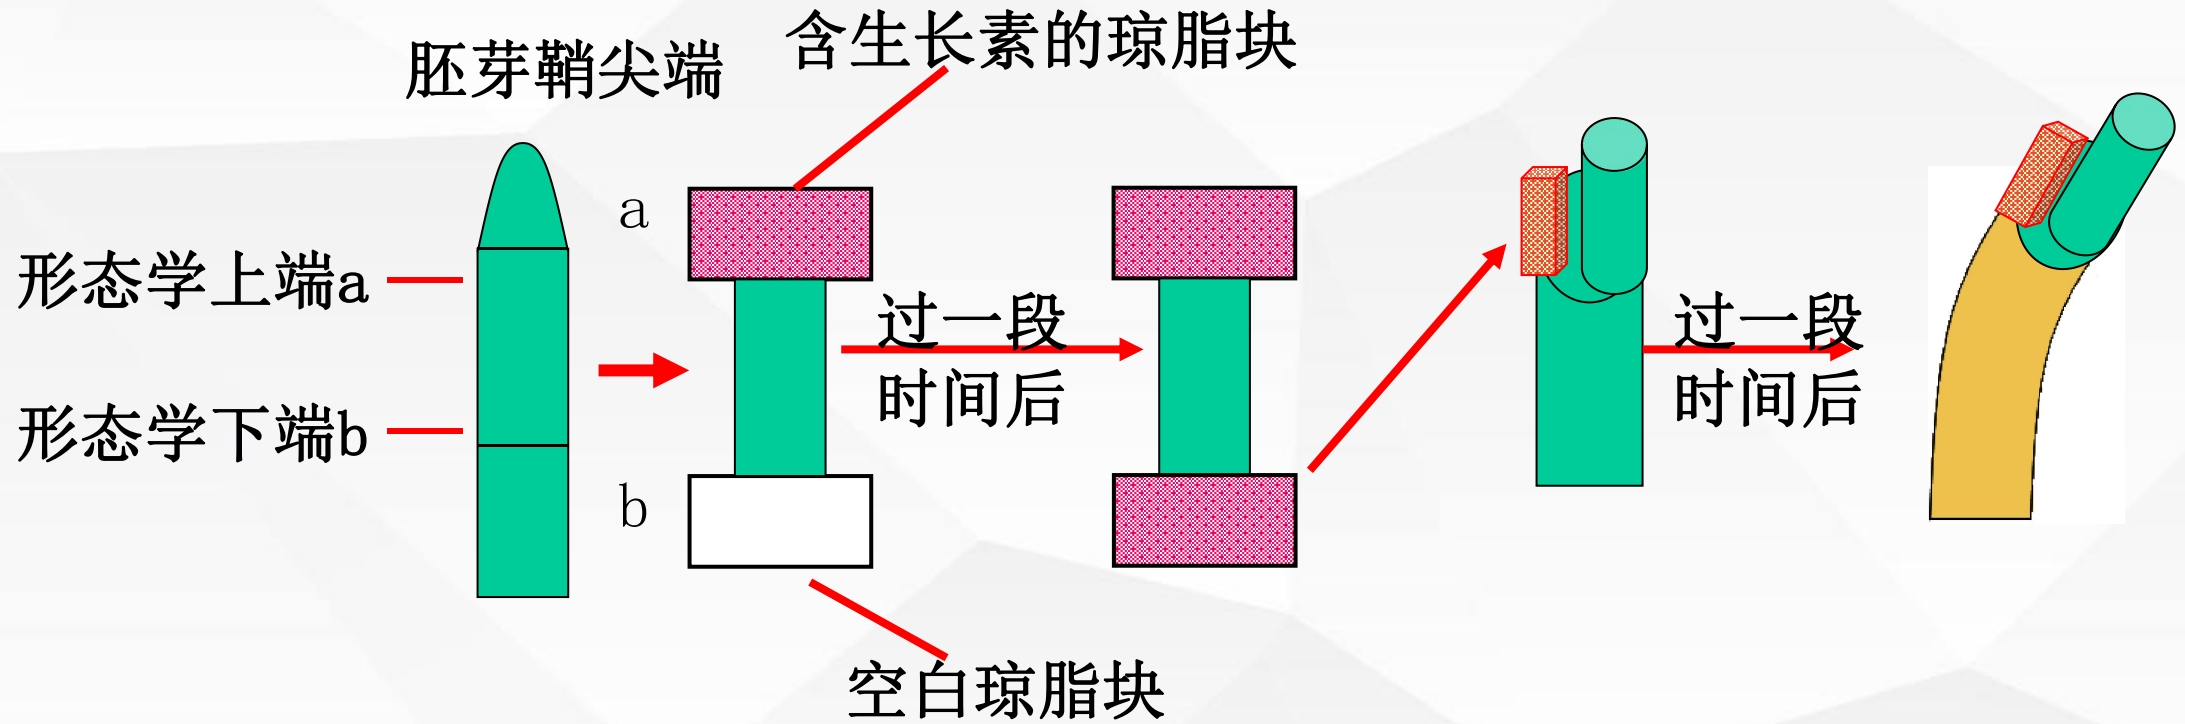 胚芽鞘尖端
含生长素的琼脂块
形态学上端a
形态学下端b
a
b
过一段
时间后
过一段
时间后
空白琼脂块